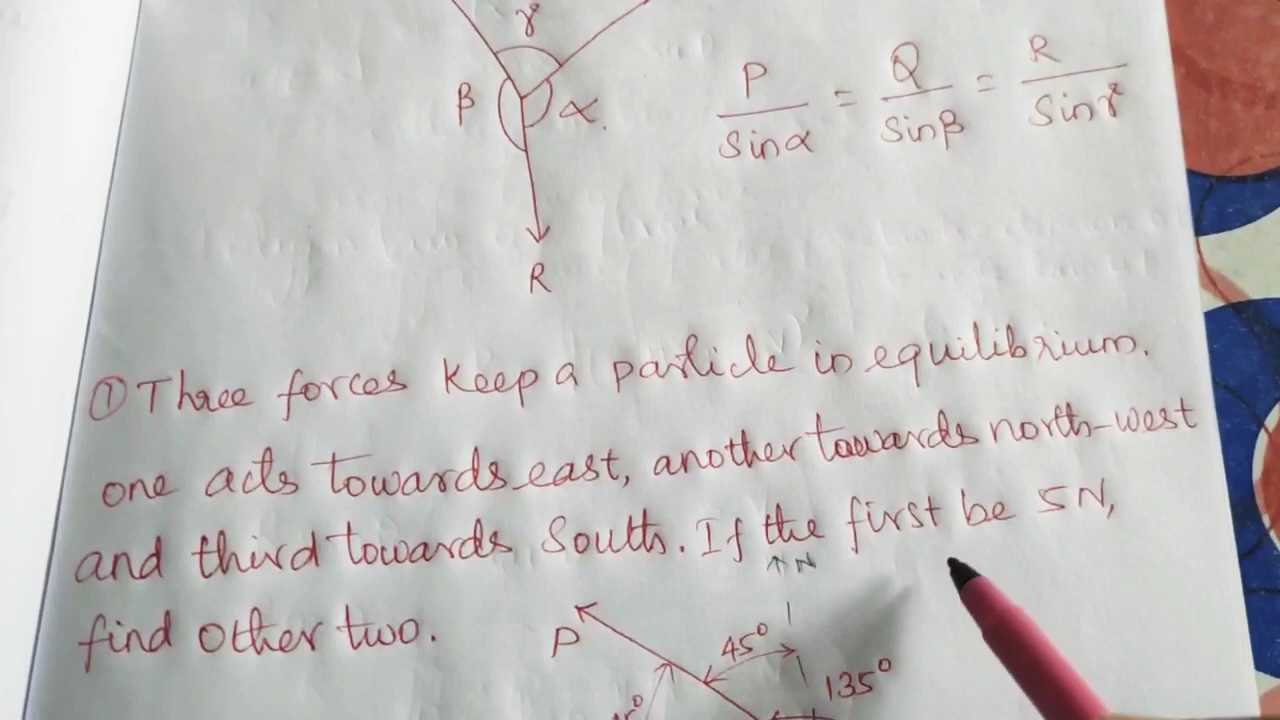 γ
β α.
P/Sinα = Q/Sinβ = R/Sinγ
R
① Three forces keep a particle in equilibrium.
one acts towards east, another towards north-west
and third towards South. If the first be 5N,
find other two.
↑N
P 45° 135°